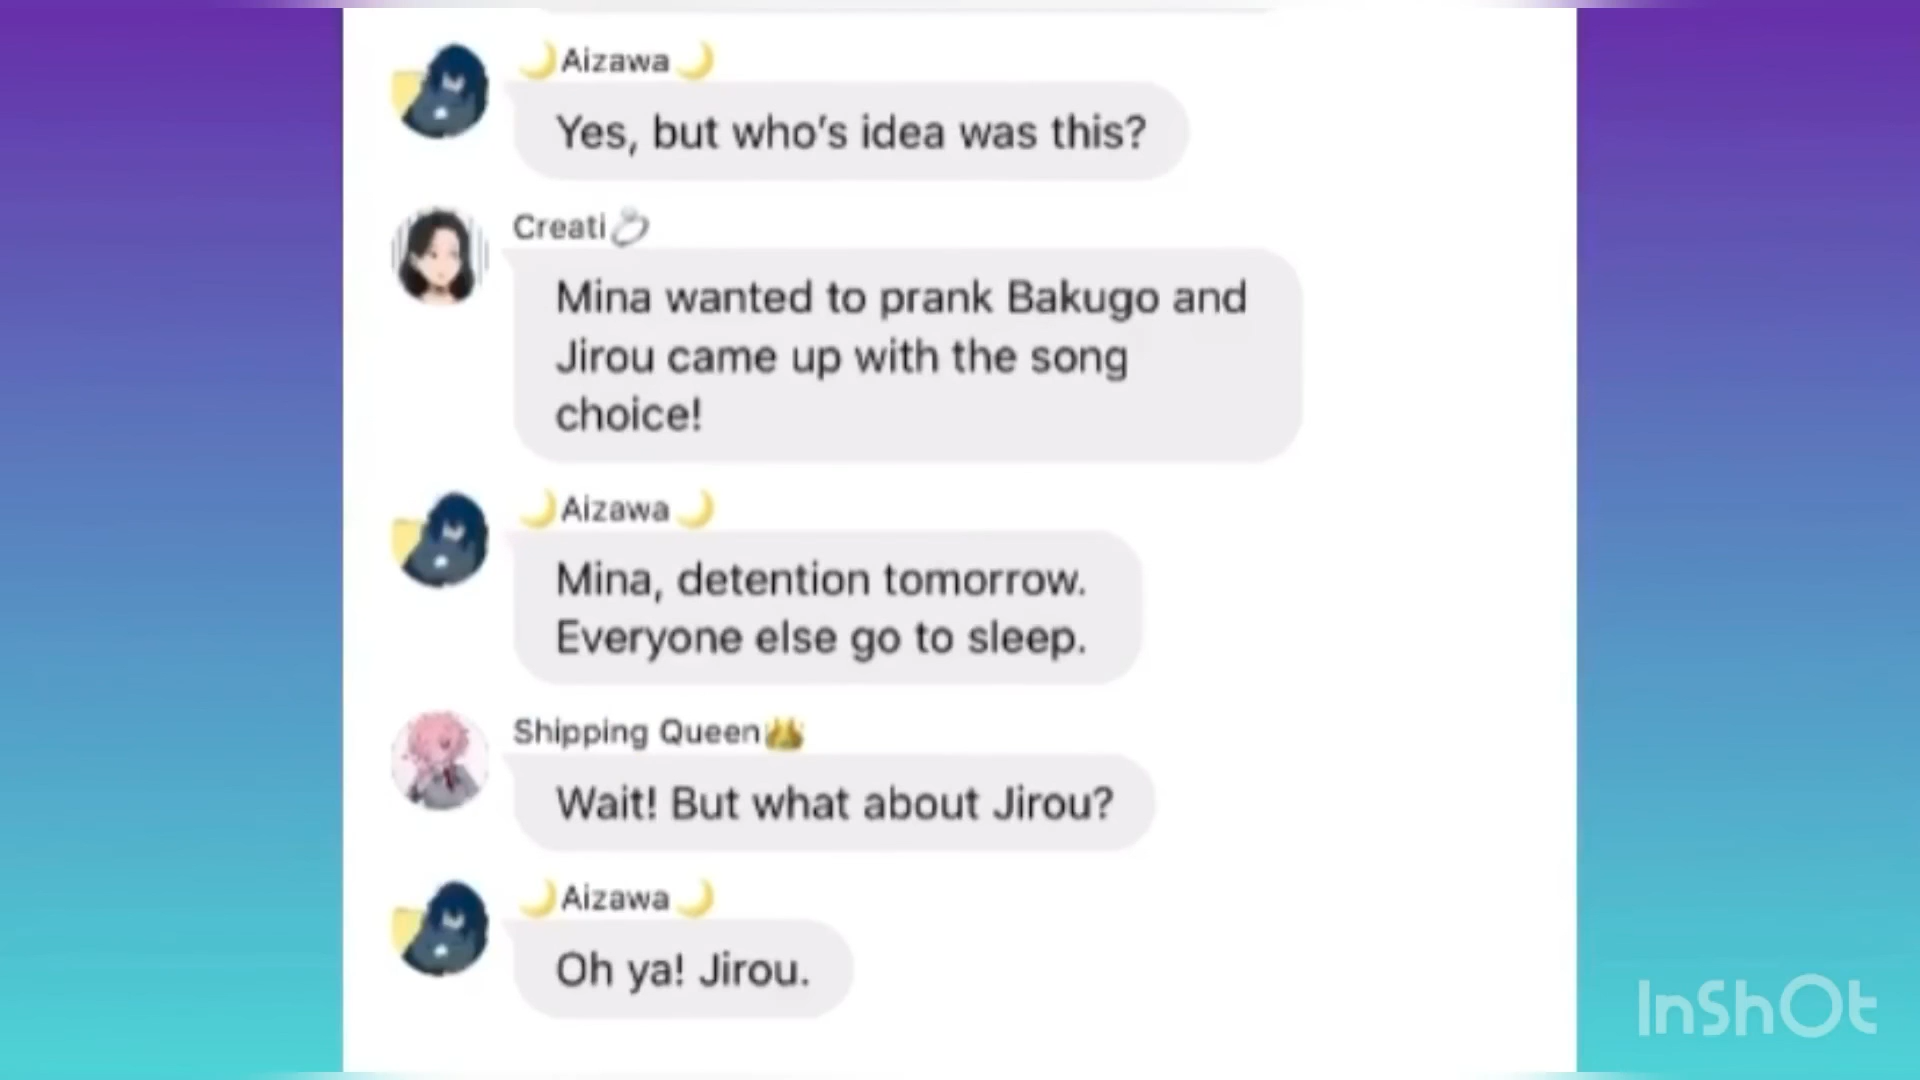 🌙Aizawa🌙
Yes, but who's idea was this?
Creati💍
Mina wanted to prank Bakugo and
Jirou came up with the song
choice!
🌙Aizawa🌙
Mina, detention tomorrow.
Everyone else go to sleep.
Shipping Queen👑
Wait! But what about Jirou?
🌙Aizawa🌙
Oh ya! Jirou.
InShOt